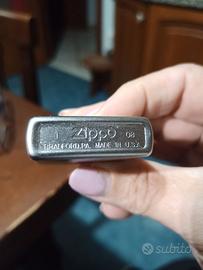 I Zippo 08
BRADFORD,PA. MADE IN U.S.A.
subito